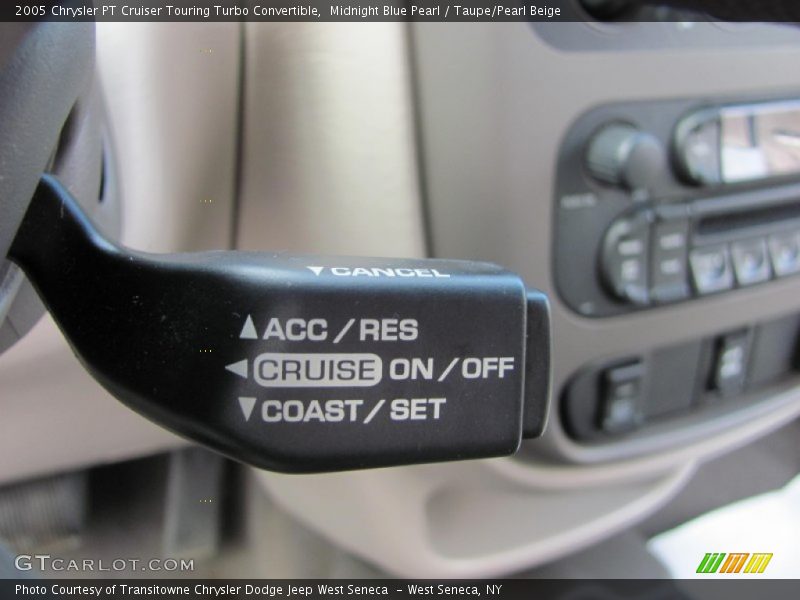 2005 Chrysler PT Cruiser Touring Turbo Convertible,  Midnight Blue Pearl / Taupe/Pearl Beige
▼CANCEL
▲ACC/RES
◄CRUISE ON/OFF
▼COAST/SET
GTCARLOT.COM
Photo Courtesy of Transitowne Chrysler Dodge Jeep West Seneca  - West Seneca, NY